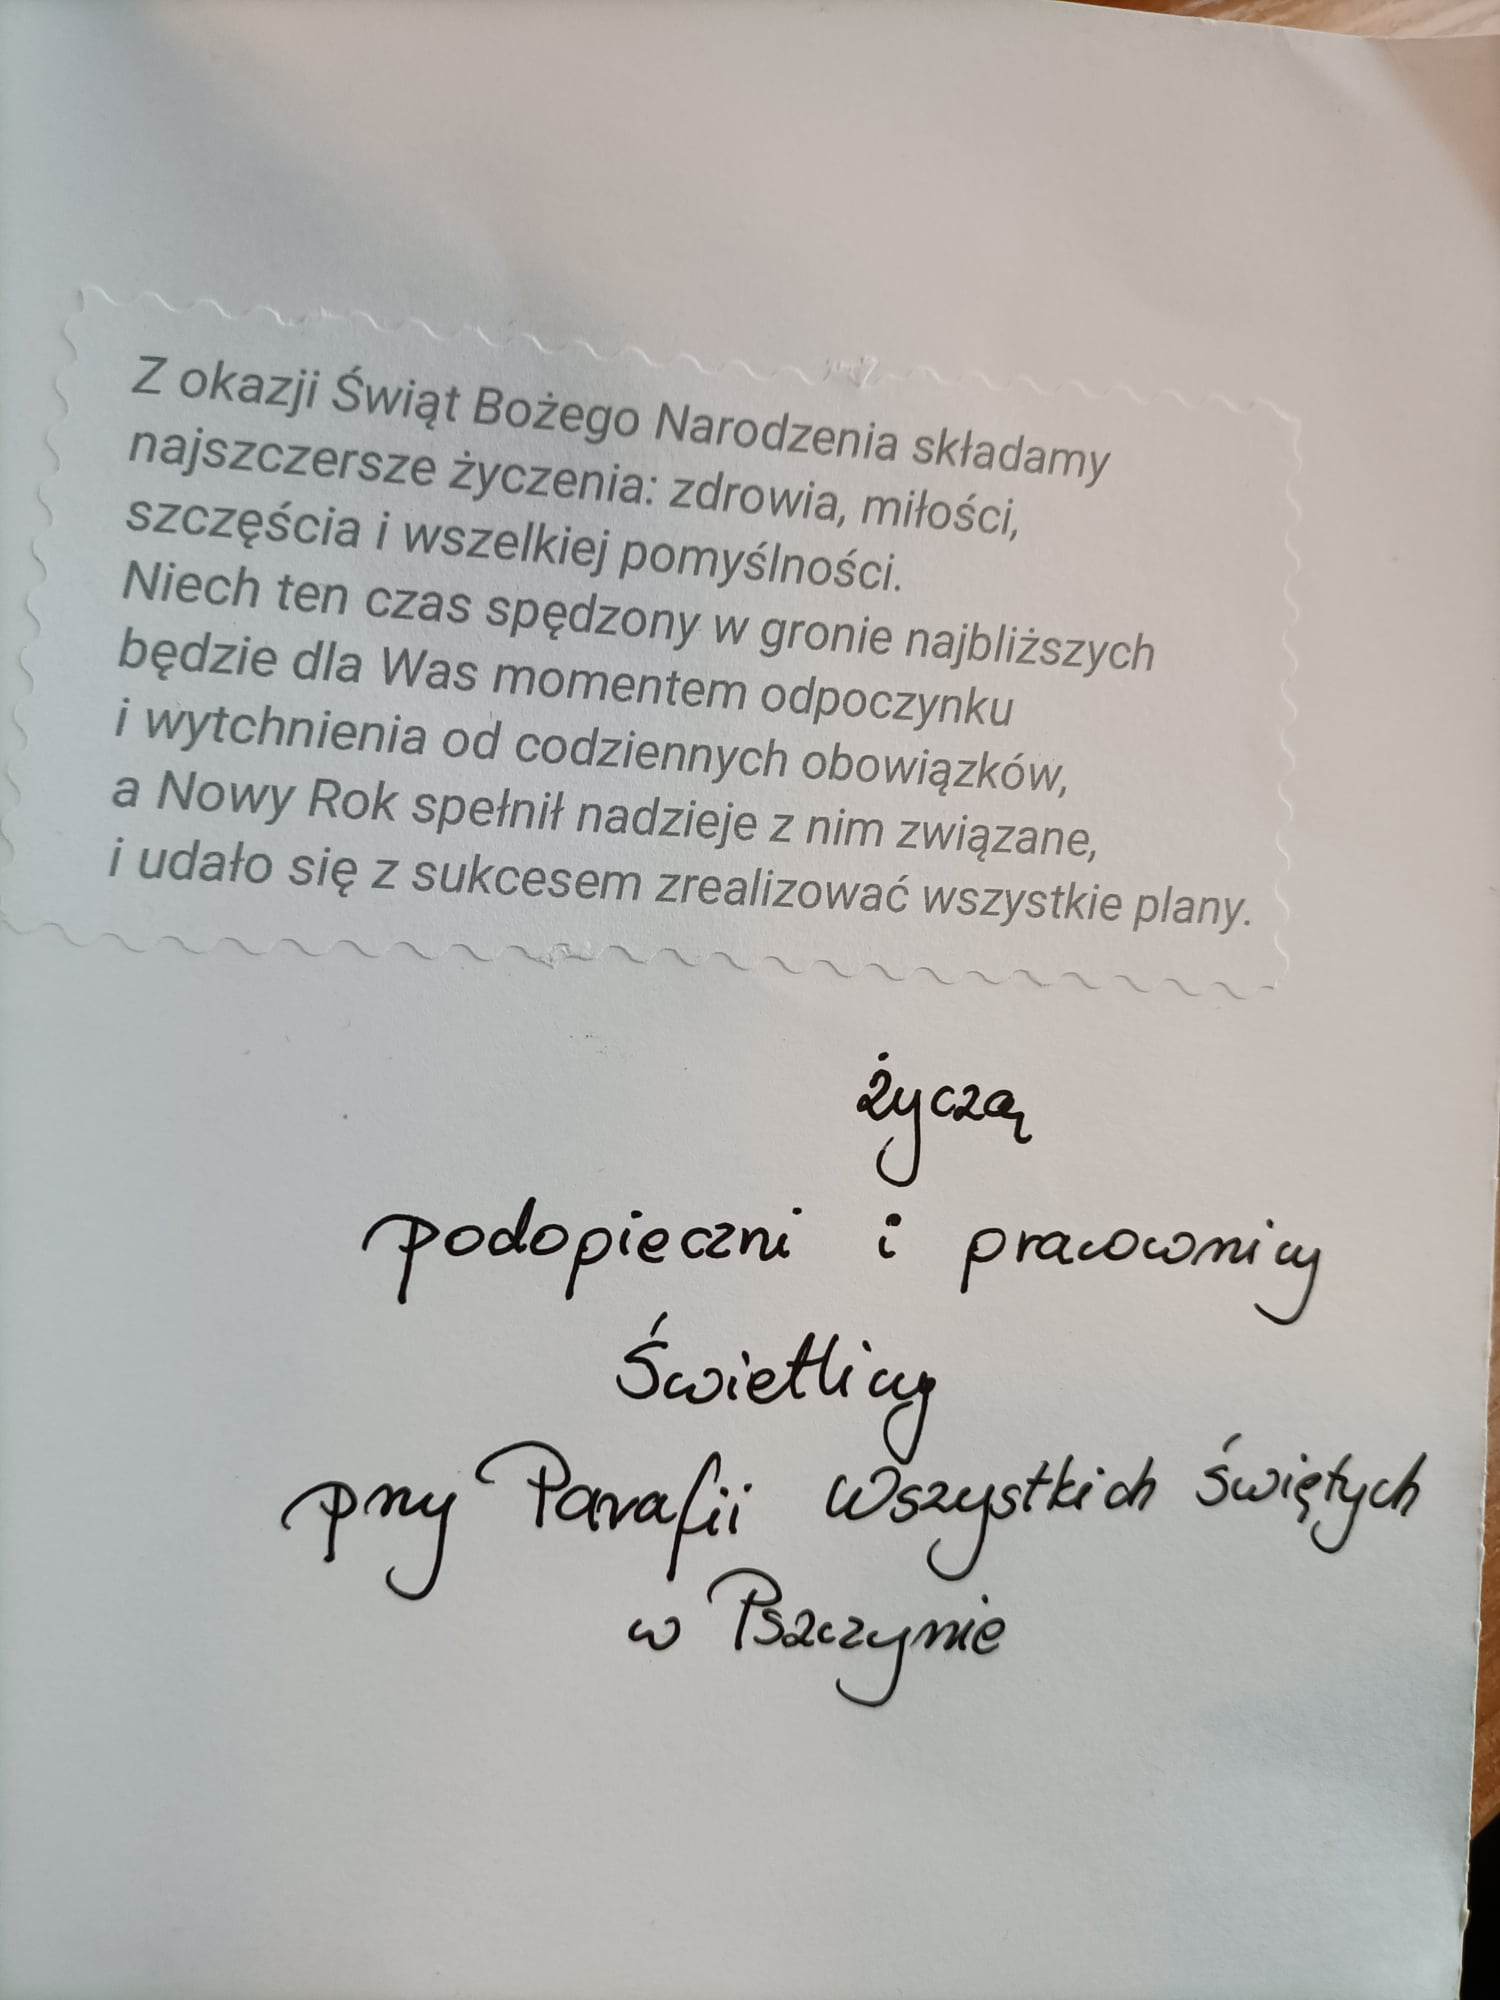 Z okazji Świąt Bożego Narodzenia składamy
najszczersze życzenia: zdrowia, miłości,
szczęścia i wszelkiej pomyślności.
Niech ten czas spędzony w gronie najbliższych
będzie dla Was momentem odpoczynku
i wytchnienia od codziennych obowiązków,
a Nowy Rok spełnił nadzieje z nim związane,
i udało się z sukcesem zrealizować wszystkie plany.
życzą
podopieczni i pracownicy
Świetlicy
przy Parafii Wszystkich Świętych
w Pszczynie